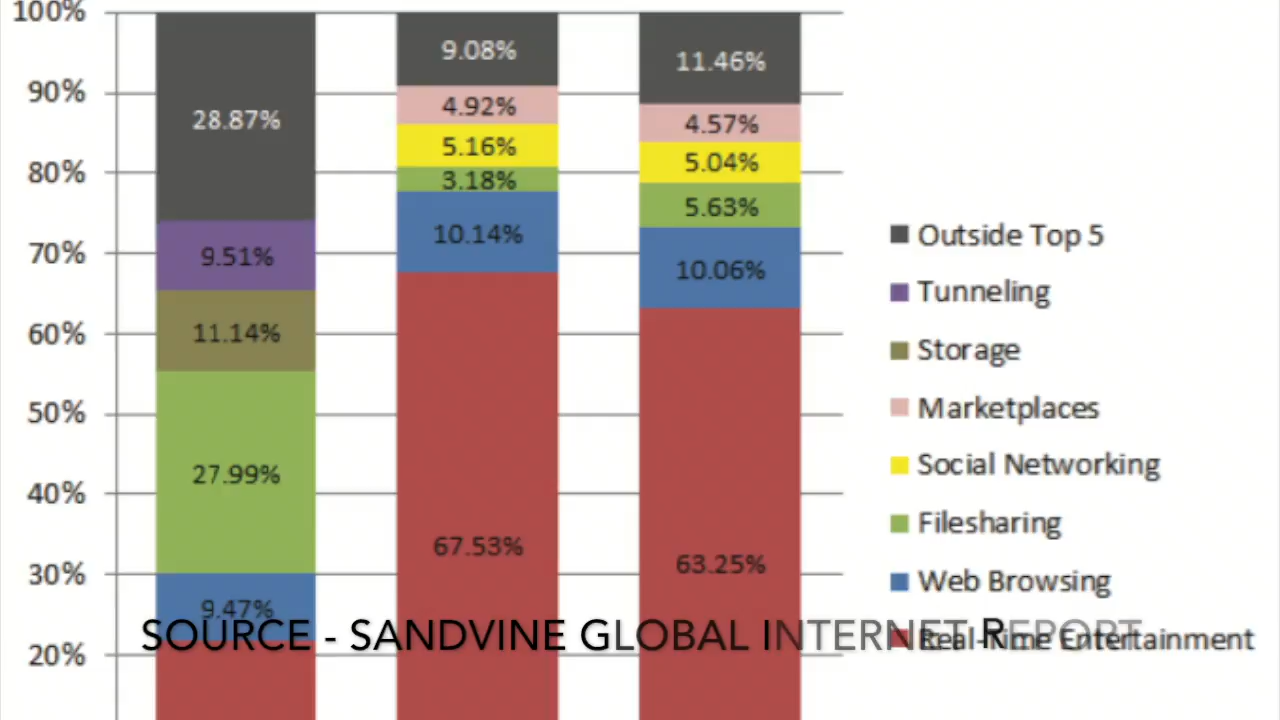 100%
90%
80%
70%
60%
50%
40%
30%
20%
28.87%
9.51%
11.14%
27.99%
9.47%
9.08%
4.92%
5.16%
3.18%
10.14%
67.53%
11.46%
4.57%
5.04%
5.63%
10.06%
63.25%
Outside Top 5
Tunneling
Storage
Marketplaces
Social Networking
Filesharing
Web Browsing
Real-Time Entertainment
SOURCE - SANDVINE GLOBAL INTERNET REPORT